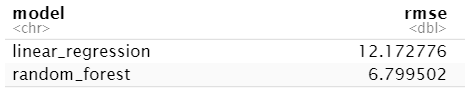 model rmse
<chr> <dbl>
linear_regression 12.172776
random_forest 6.799502